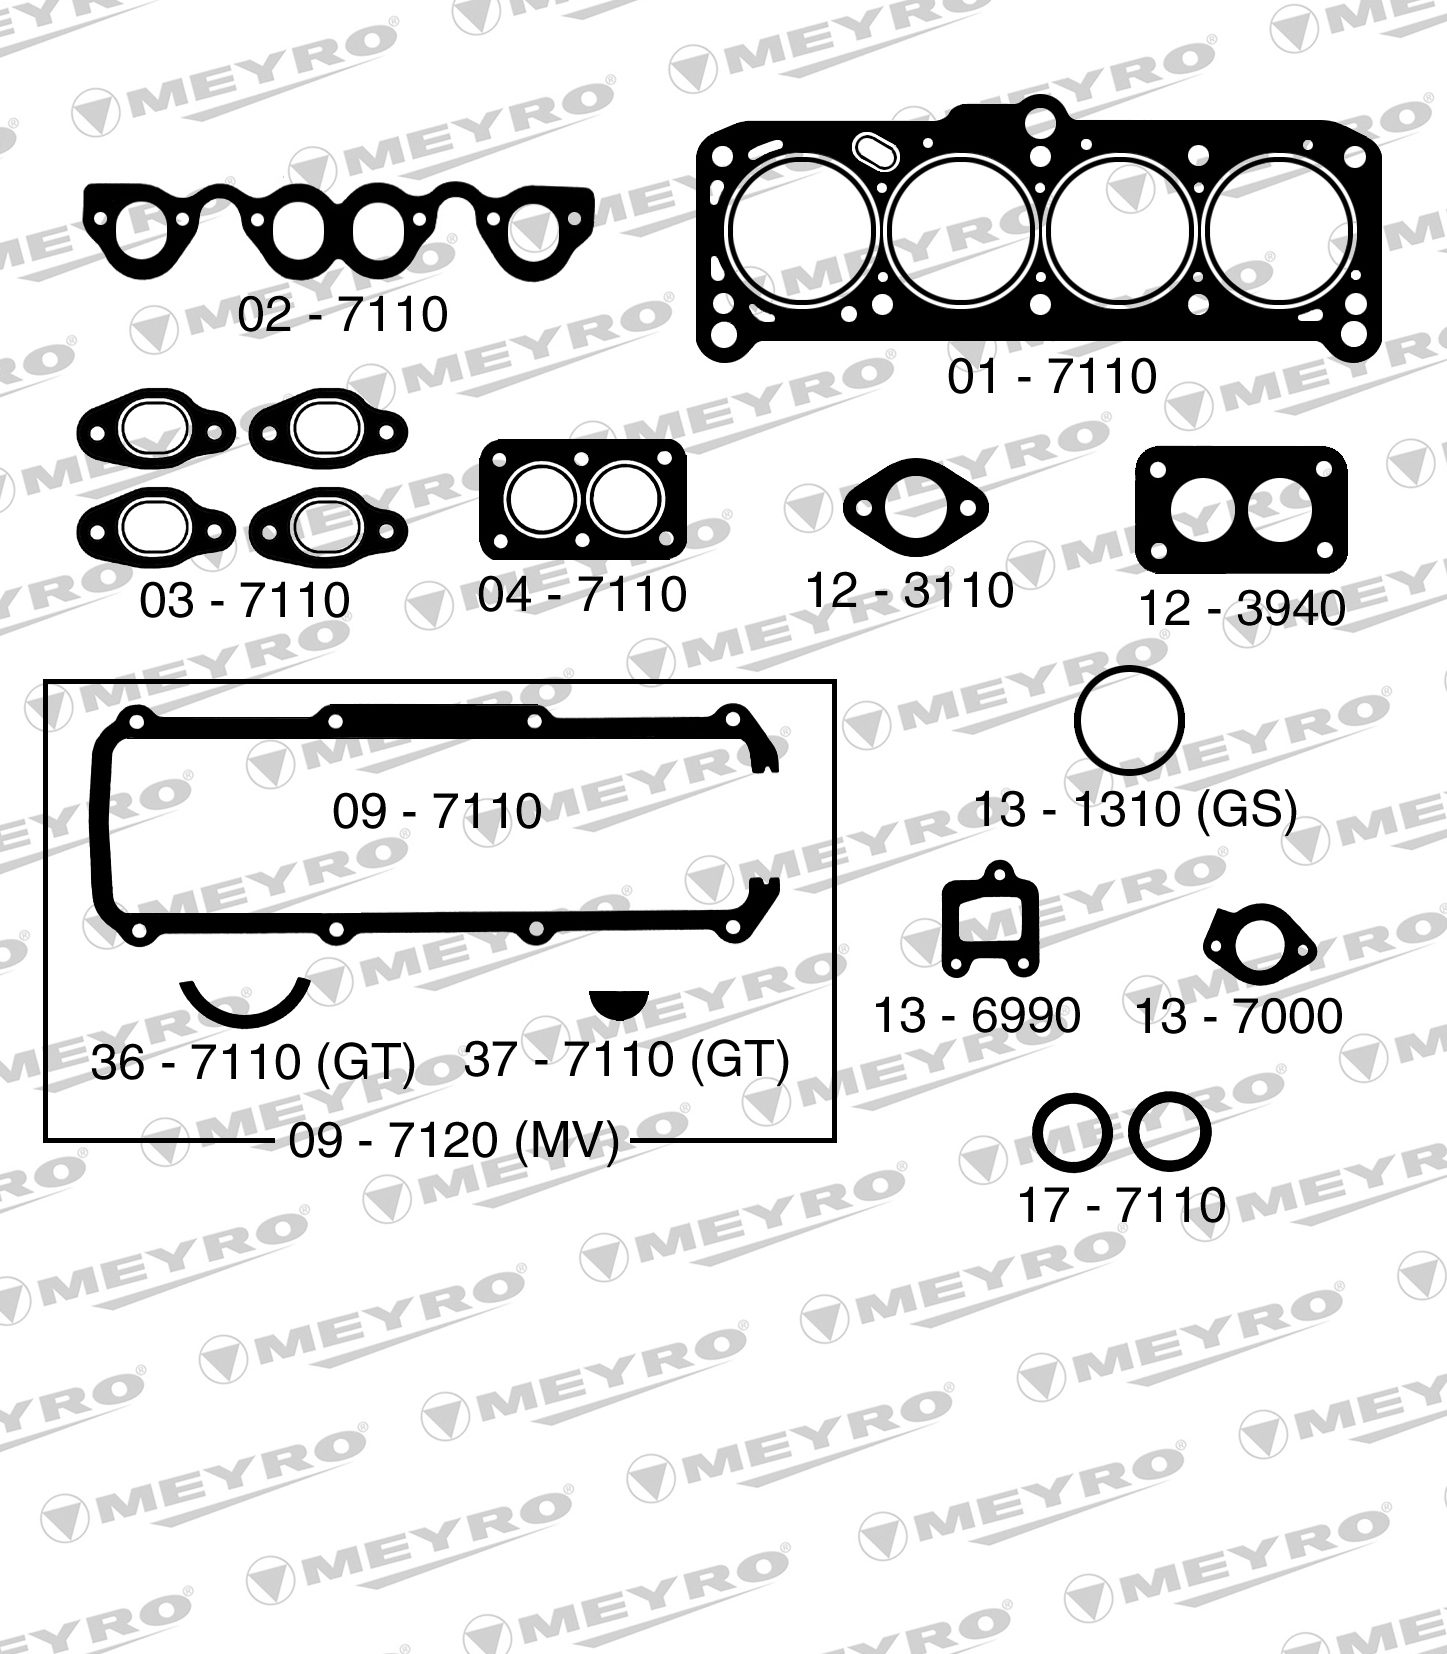 MEYRO
02 - 7110
01 - 7110
03 - 7110
04 - 7110
12 - 3110
12 - 3940
09 - 7110
13 - 1310 (GS)
13 - 6990
13 - 7000
36 - 7110 (GT)
37 - 7110 (GT)
09 - 7120 (MV)
17 - 7110